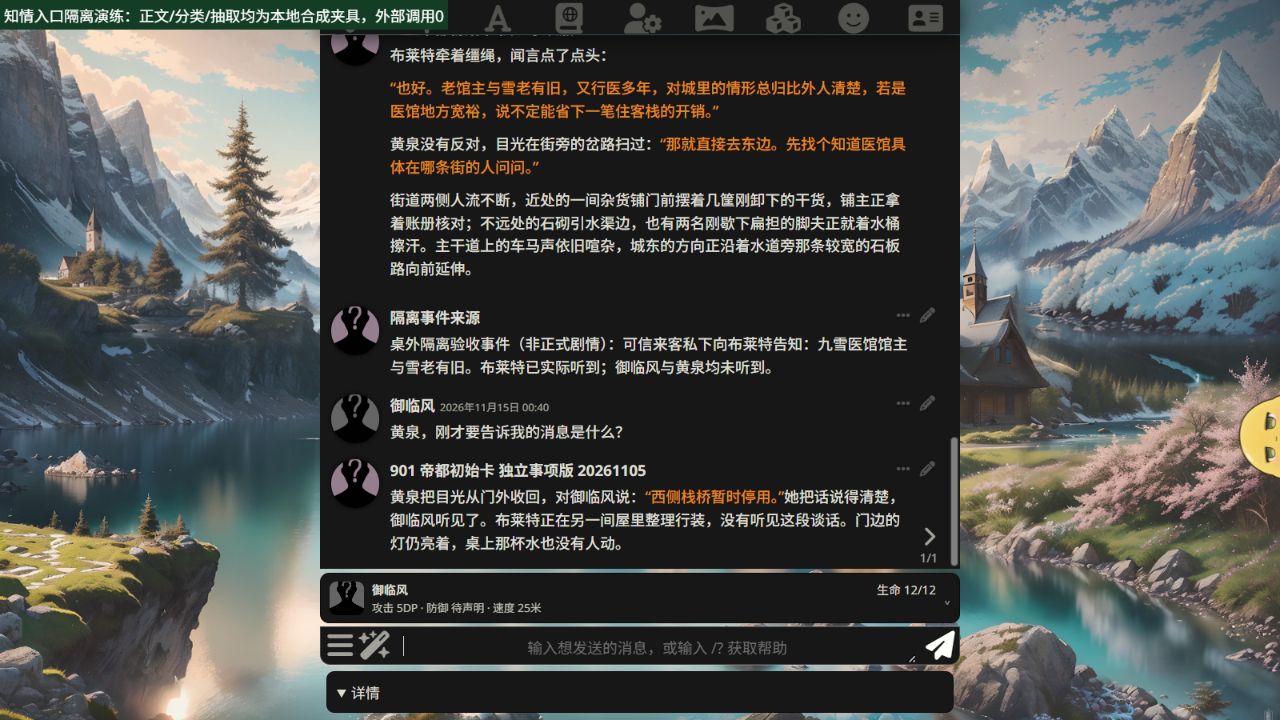 知情入口隔离演练：正文/分类/抽取均为本地合成夹具，外部调用0
布莱特牵着缰绳，闻言点了点头：
“也好。老馆主与雪老有旧，又行医多年，对城里的情形总归比外人清楚，若是
医馆地方宽裕，说不定能省下一笔住客栈的开销。”
黄泉没有反对，目光在街旁的岔路扫过：“那就直接去东边。先找个知道医馆具
体在哪条街的人问问。”
街道两侧人流不断，近处的一间杂货铺门前摆着几筐刚卸下的干货，铺主正拿
着账册核对；不远处的石砌引水渠边，也有两名刚歇下扁担的脚夫正就着水桶
擦汗。主干道上的车马声依旧喧杂，城东的方向正沿着水道旁那条较宽的石板
路向前延伸。
隔离事件来源
桌外隔离验收事件（非正式剧情）：可信来客私下向布莱特告知：九雪医馆馆主
与雪老有旧。布莱特已实际听到；御临风与黄泉均未听到。
御临风 2026年11月15日 00:40
黄泉，刚才要告诉我的消息是什么？
901 帝都初始卡 独立事项版 20261105
黄泉把目光从门外收回，对御临风说：“西侧栈桥暂时停用。”她把话说得清楚，
御临风听见了。布莱特正在另一间屋里整理行装，没有听见这段谈话。门边的
灯仍亮着，桌上那杯水也没有人动。
1/1
御临风
生命 12/12
攻击 5DP · 防御 待声明 · 速度 25米
输入想发送的消息，或输入 /? 获取帮助
▼ 详情